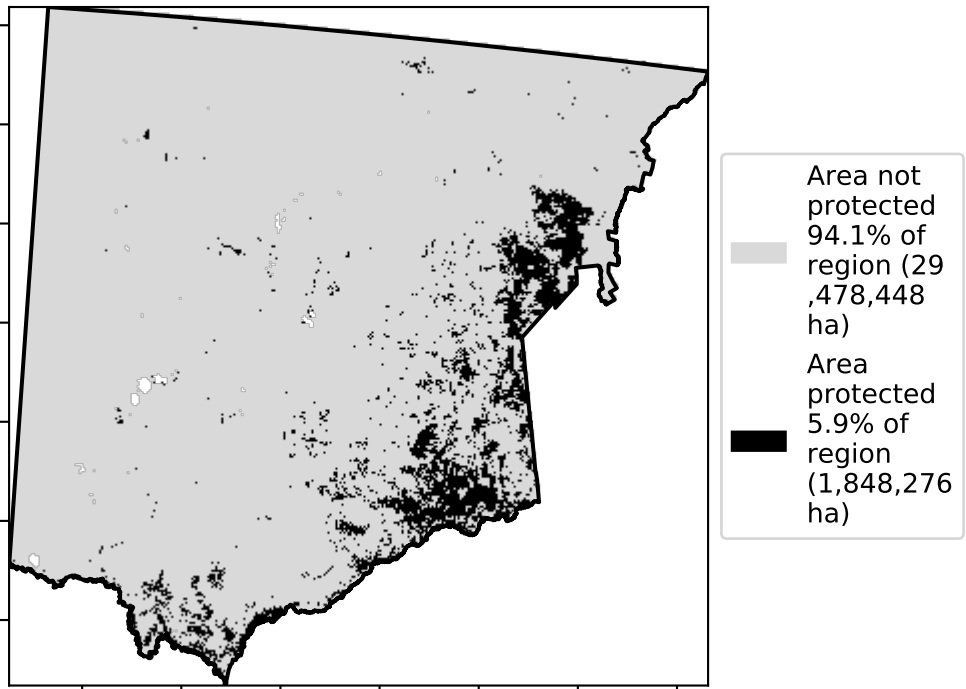 Area not
protected
94.1% of
region (29
,478,448
ha)
Area
protected
5.9% of
region
(1,848,276
ha)